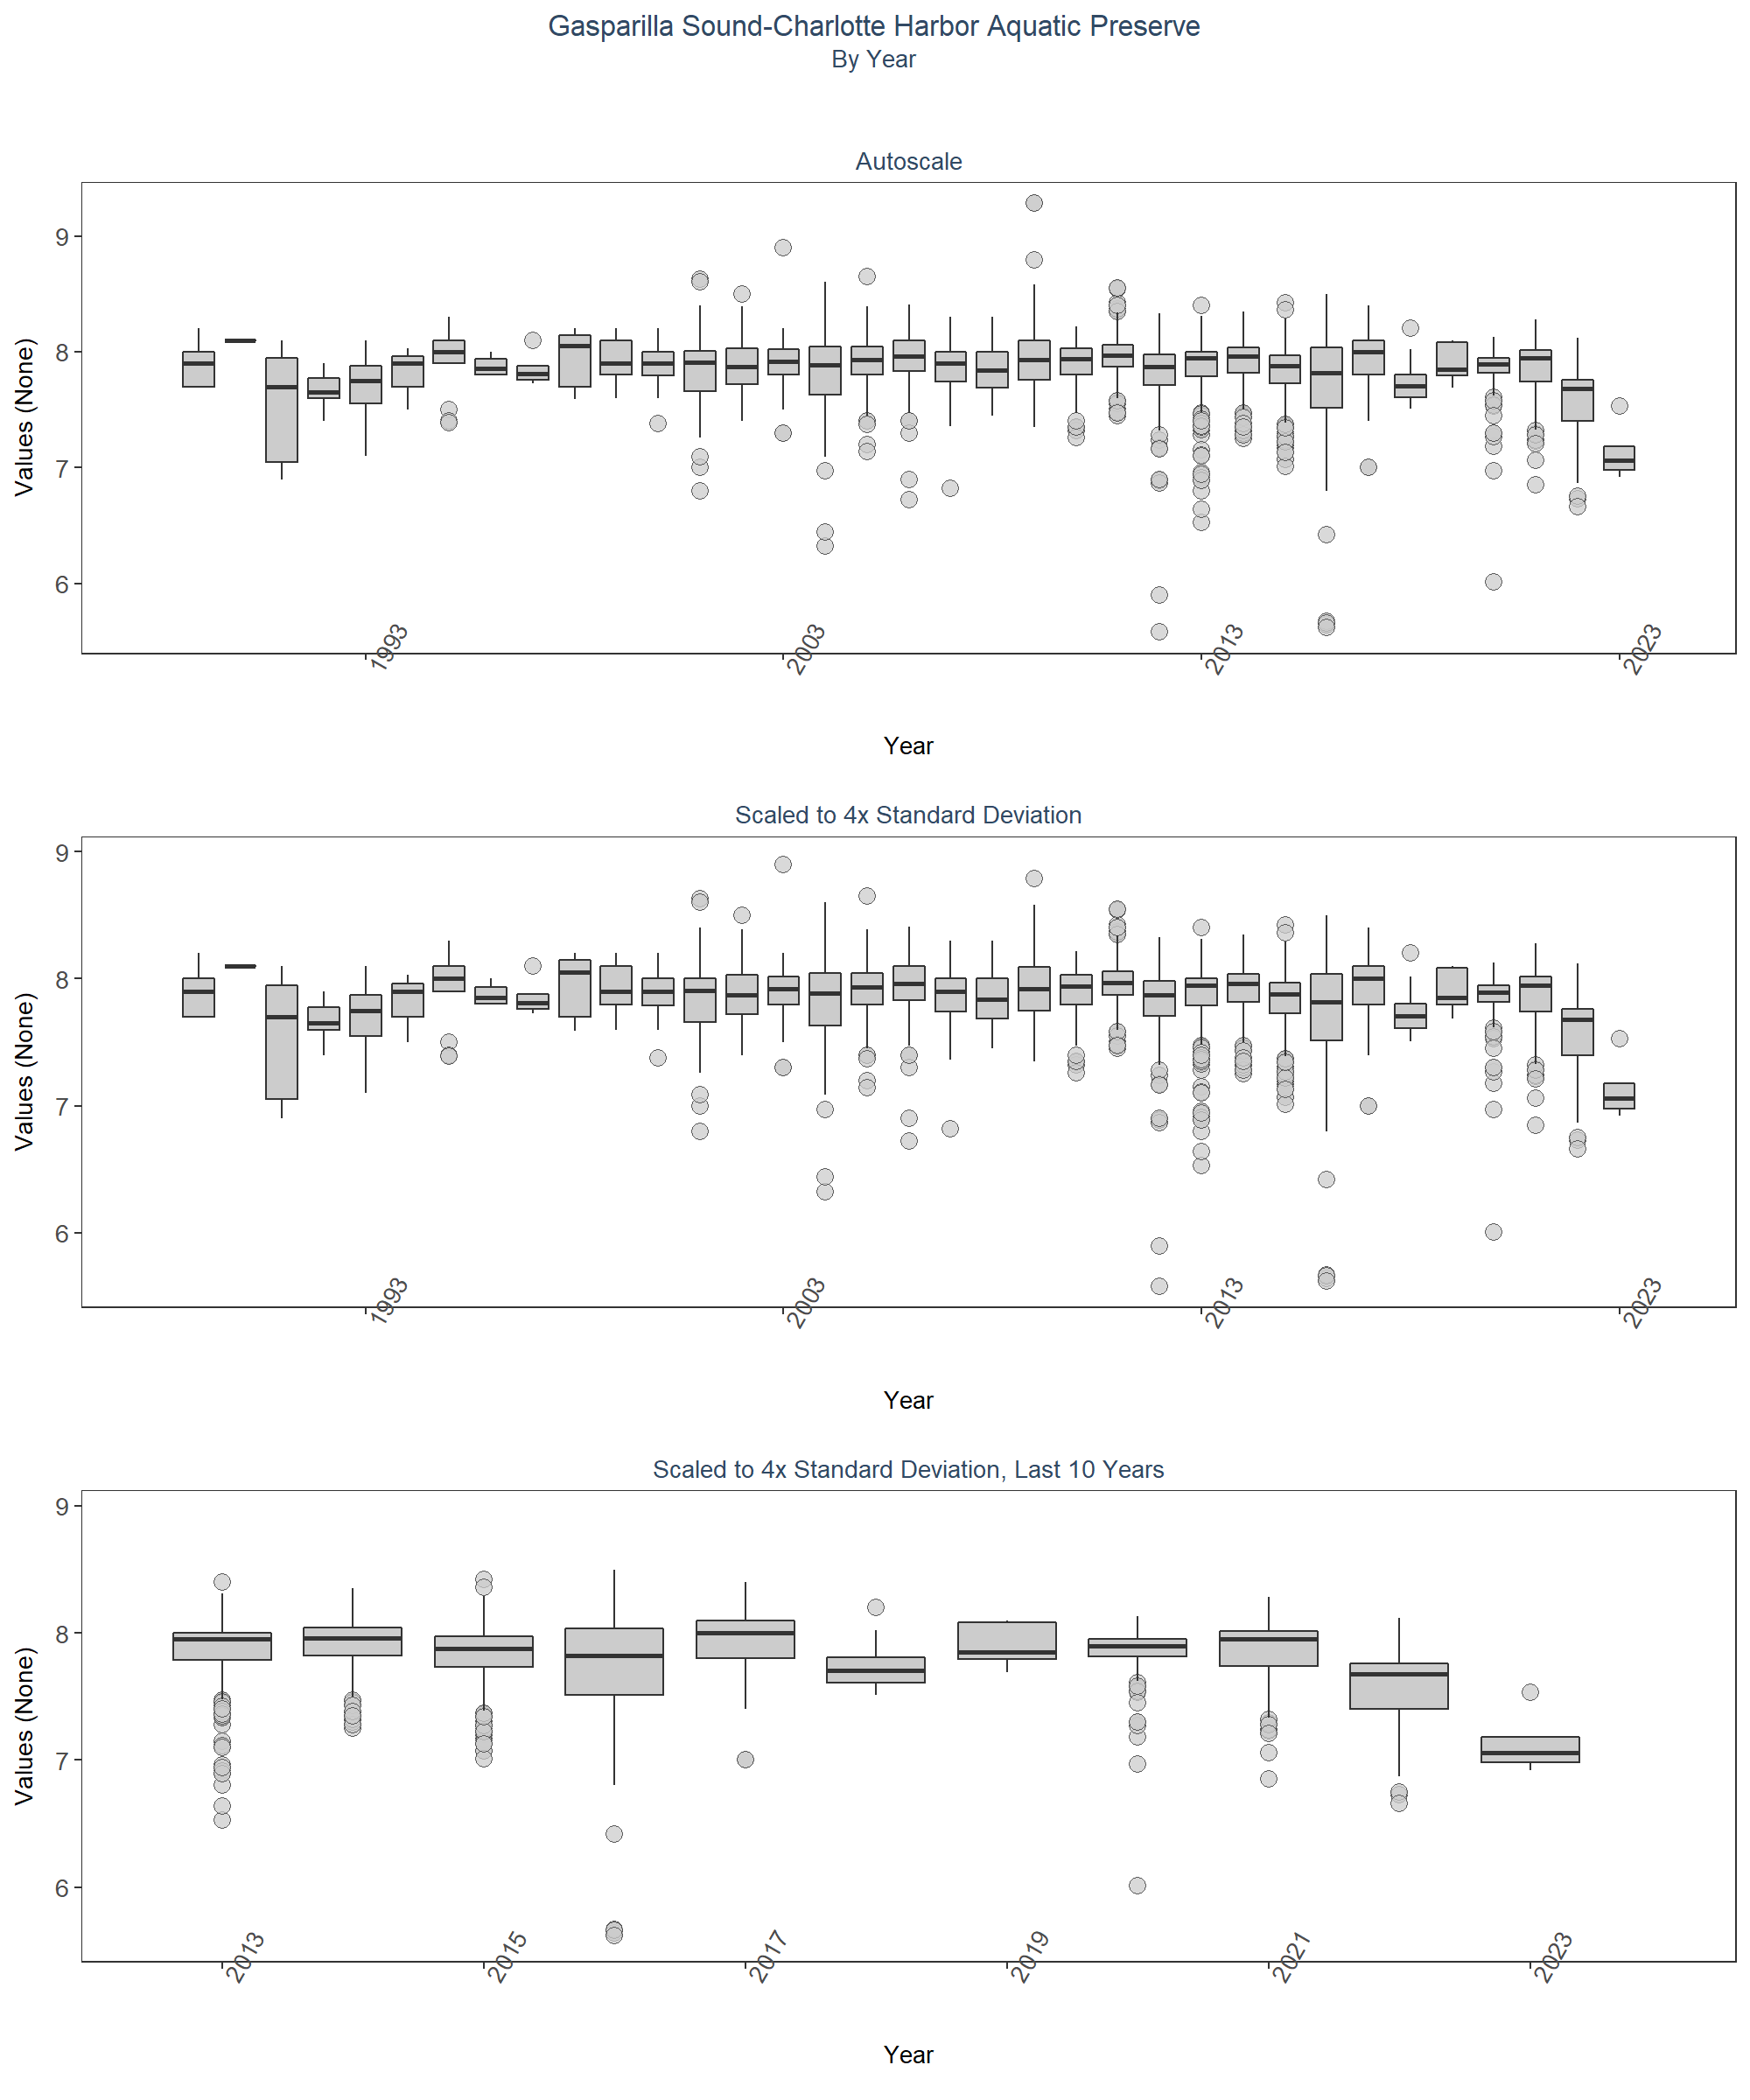 Gasparilla Sound-Charlotte Harbor Aquatic Preserve
By Year
Autoscale
Values (None)
9
8
7
6
1993
2003
2013
2023
Year
Scaled to 4x Standard Deviation
Values (None)
9
8
7
6
1993
2003
2013
2023
Year
Scaled to 4x Standard Deviation, Last 10 Years
Values (None)
9
8
7
6
2013
2015
2017
2019
2021
2023
Year